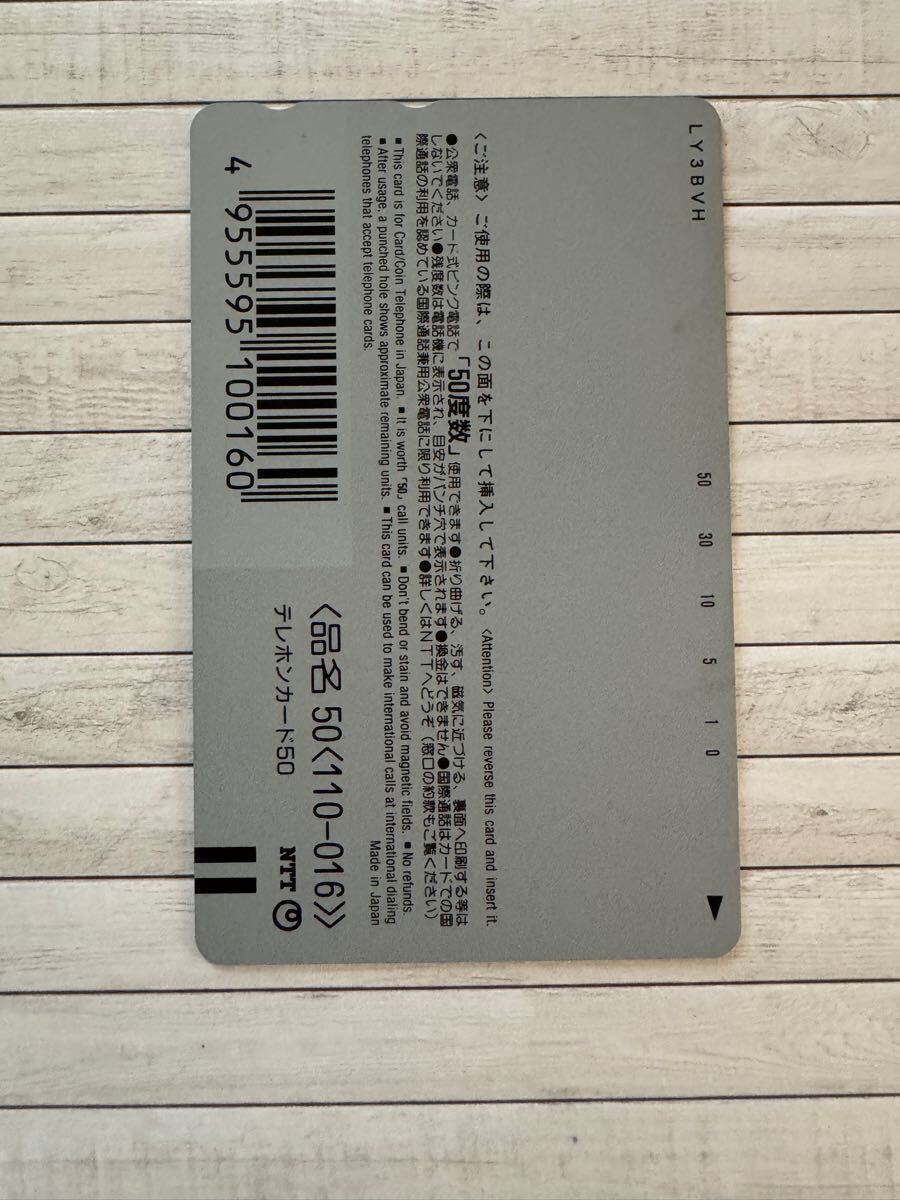 LY3BVH
50 30 10 5 1 0
〈ご注意〉ご使用の際は、この面を下にして挿入して下さい。〈Attention〉Please reverse this card and insert it.
●公衆電話、カード式ピンク電話で「50度数」使用できます●折り曲げる、汚す、磁気に近づける、裏面へ印刷する等は
しないでください●残度数は電話機に表示され、目安がパンチ穴で表示されます●換金はできません●国際通話はカードでの国
際通話の利用を認めている国際通話兼用公衆電話に限り利用できます●詳しくはNTTへどうぞ(窓口の約款もご覧ください)
■This card is for Card/Coin Telephone in Japan. ■It is worth「50」call units. ■Don't bend or stain and avoid magnetic fields. ■No refunds.
■After usage, a punched hole shows approximate remaining units. ■This card can be used to make international calls at international dialing
telephones that accept telephone cards.
Made in Japan
〈品名 50〈110-016〉〉
テレホンカード50
NTT
4 955595 100160